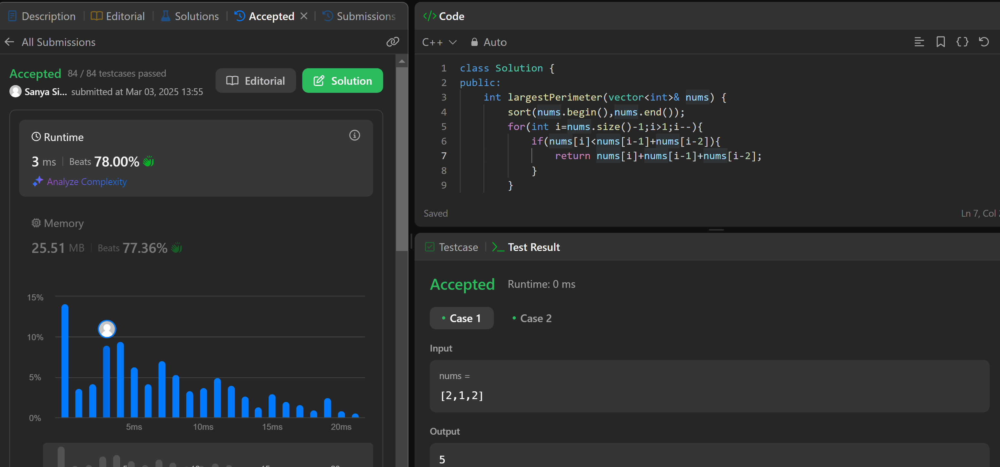 Description | Editorial | Solutions | Accepted | Submissions
All Submissions
Accepted 84 / 84 testcases passed
Sanya Si... submitted at Mar 03, 2025 13:55
Editorial
Solution
Runtime
3 ms | Beats 78.00%
Analyze Complexity
Memory
25.51 MB | Beats 77.36%
15%
10%
5%
0%
5ms 10ms 15ms 20ms
</> Code
C++ Auto
1 class Solution {
2 public:
3 int largestPerimeter(vector<int>& nums) {
4 sort(nums.begin(),nums.end());
5 for(int i=nums.size()-1;i>1;i--){
6 if(nums[i]<nums[i-1]+nums[i-2]){
7 return nums[i]+nums[i-1]+nums[i-2];
8 }
9 }
Saved
Ln 7, Col
Testcase | >_ Test Result
Accepted Runtime: 0 ms
Case 1 Case 2
Input
nums =
[2,1,2]
Output
5